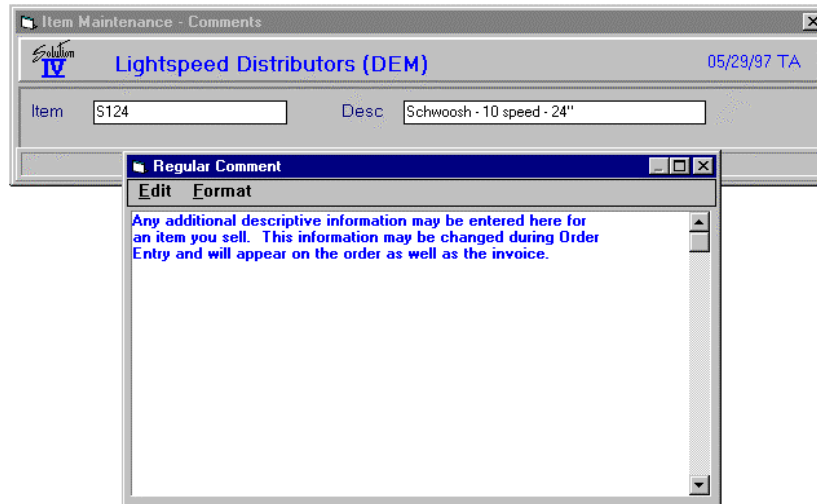 Item Maintenance - Comments
Solution
IV
Lightspeed Distributors (DEM)
05/29/97 TA
Item
S124
Desc
Schwoosh - 10 speed - 24"
Regular Comment
Edit Format
Any additional descriptive information may be entered here for
an item you sell. This information may be changed during Order
Entry and will appear on the order as well as the invoice.